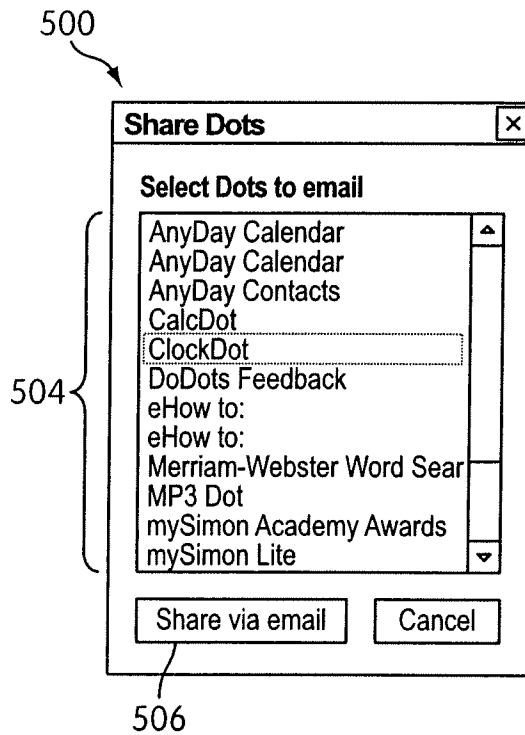 500
Share Dots
Select Dots to email
AnyDay Calendar
AnyDay Calendar
AnyDay Contacts
CalcDot
ClockDot
DoDots Feedback
eHow to:
eHow to:
Merriam-Webster Word Sear
MP3 Dot
mySimon Academy Awards
mySimon Lite
504
Share via email Cancel
506